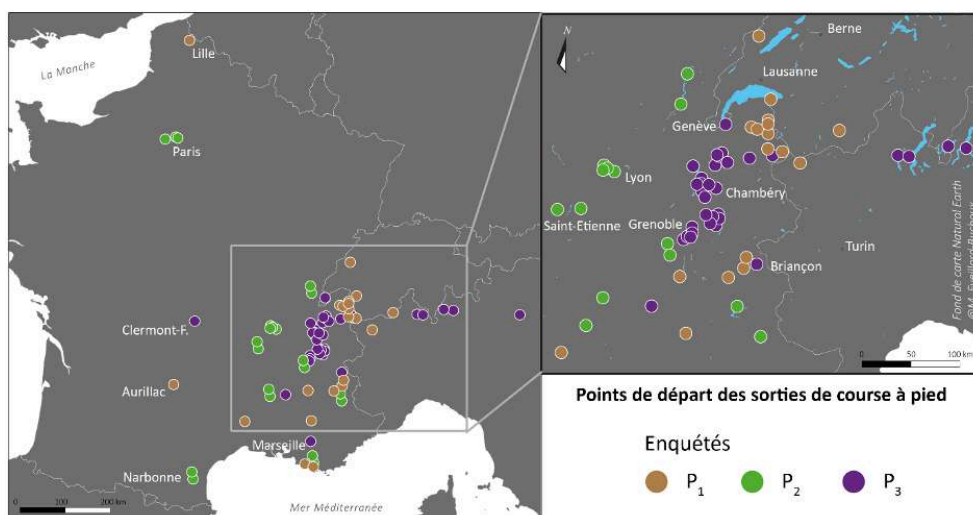 Lille
La Manche
Paris
Clermont-F.
Aurillac
Marseille
Narbonne
Mer Méditerranée
0 100 200 km
N
Berne
Lausanne
Genève
Lyon
Chambéry
Saint-Etienne
Grenoble
Turin
Briançon
Fond de carte Natural Earth
0 50 100 km
Points de départ des sorties de course à pied
Enquêtés
P1
P2
P3